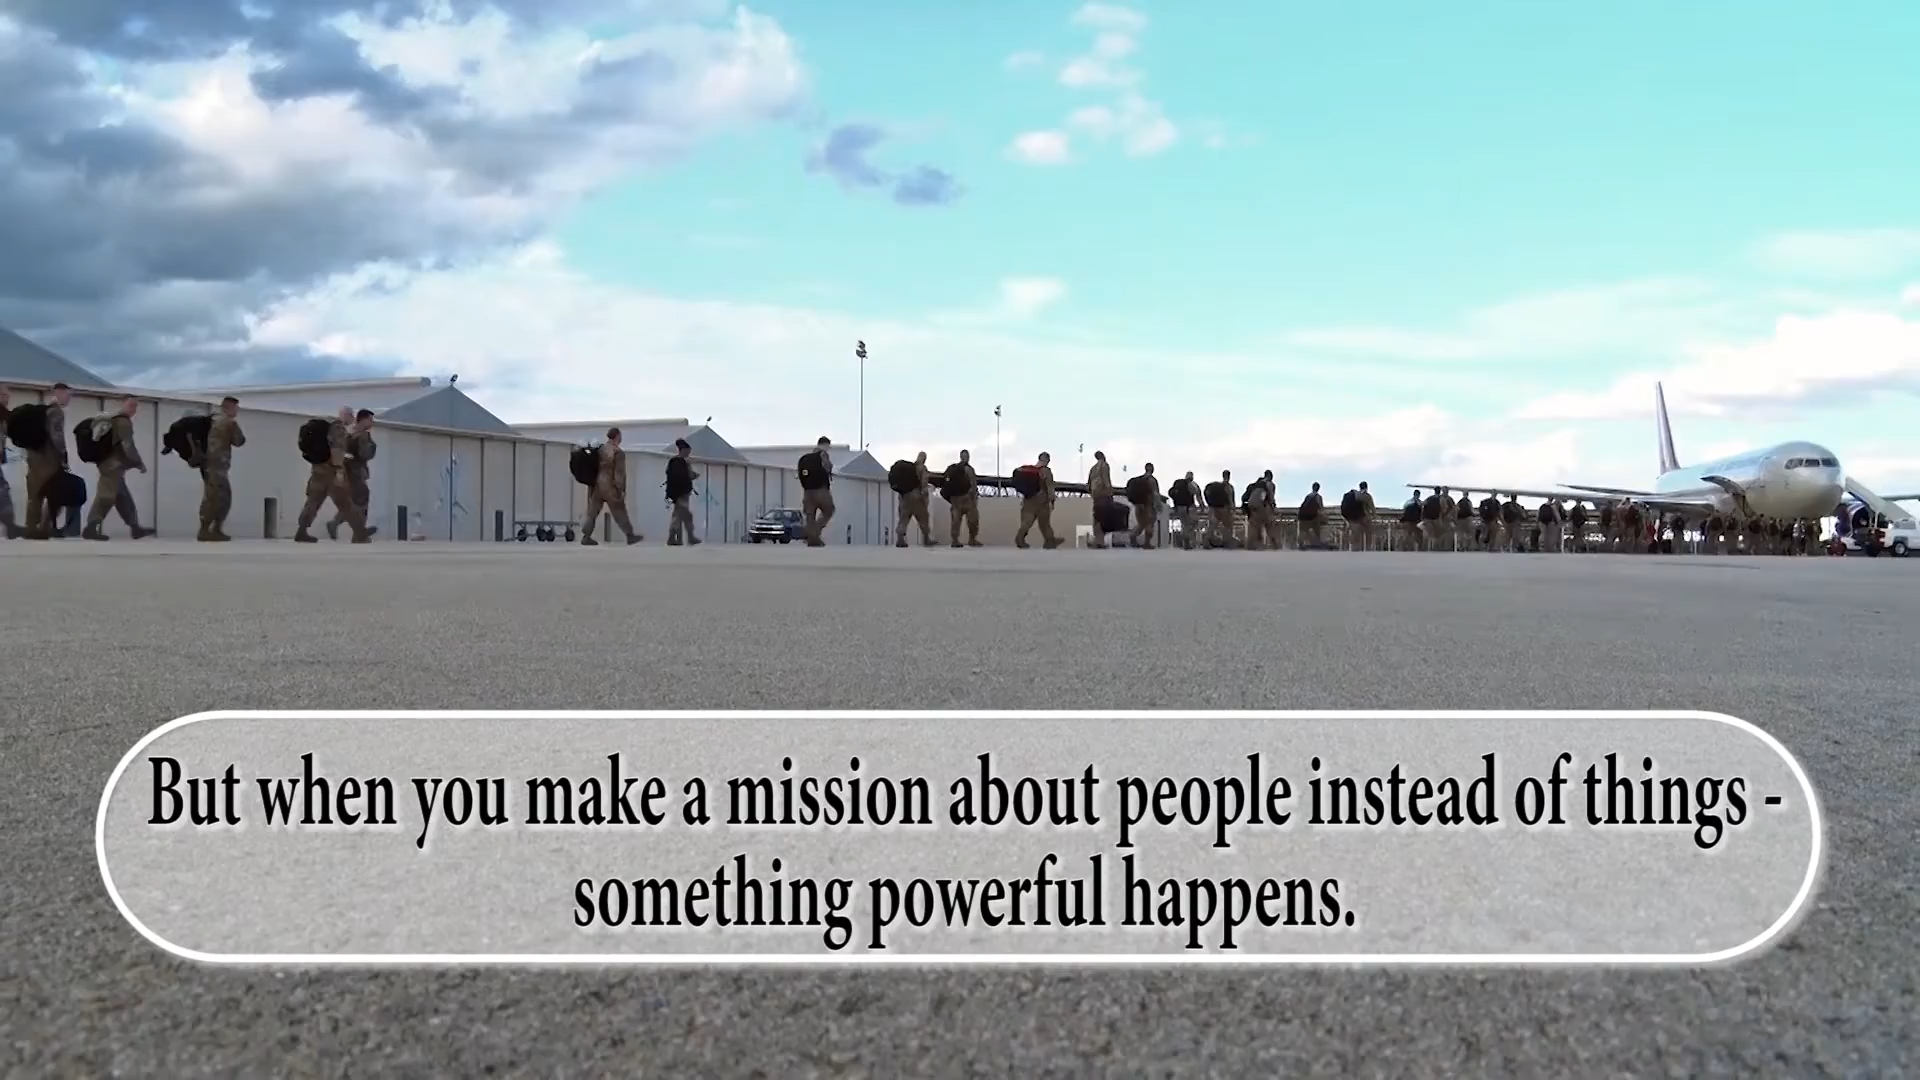 But when you make a mission about people instead of things -
something powerful happens.